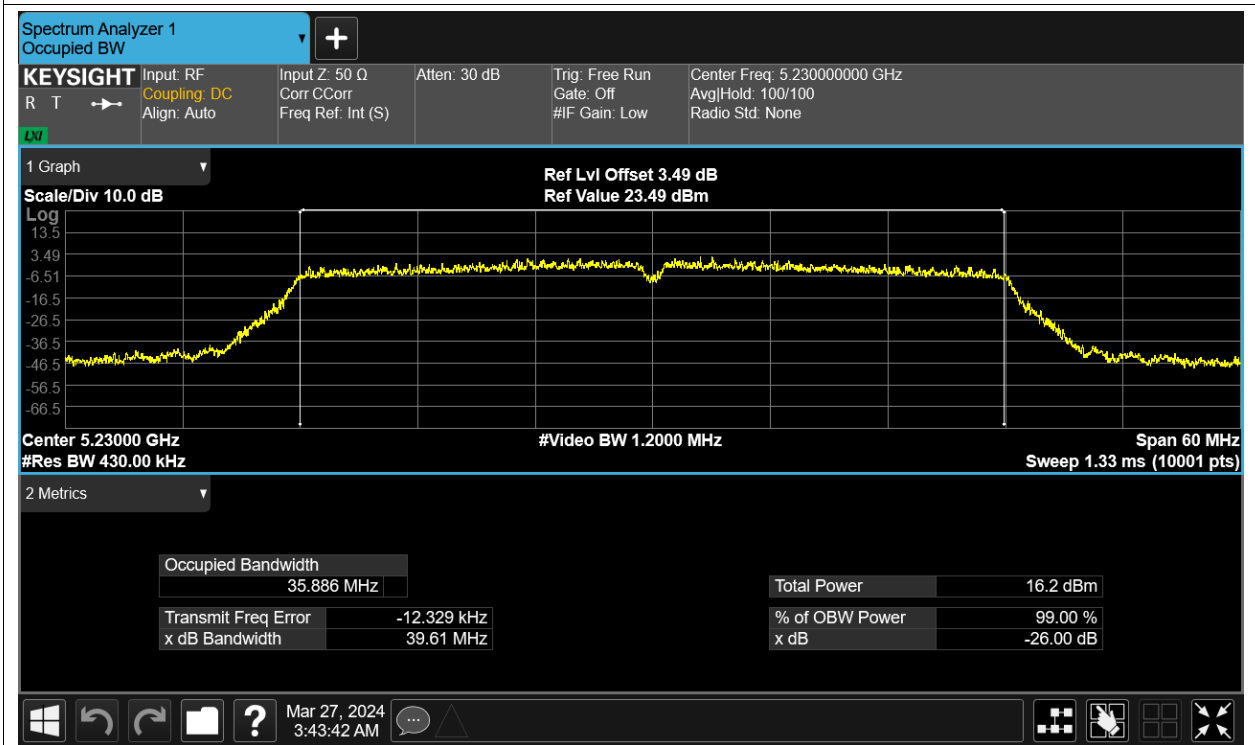 Spectrum Analyzer 1
Occupied BW
KEYSIGHT
R T
LXI
Input: RF
Coupling: DC
Align: Auto
Input Z: 50 Ω
Corr CCorr
Freq Ref: Int (S)
Atten: 30 dB
Trig: Free Run
Gate: Off
#IF Gain: Low
Center Freq: 5.230000000 GHz
Avg|Hold: 100/100
Radio Std: None
1 Graph
Scale/Div 10.0 dB
Ref Lvl Offset 3.49 dB
Ref Value 23.49 dBm
Log
13.5
3.49
-6.51
-16.5
-26.5
-36.5
-46.5
-56.5
-66.5
Center 5.23000 GHz
#Res BW 430.00 kHz
#Video BW 1.2000 MHz
Span 60 MHz
Sweep 1.33 ms (10001 pts)
2 Metrics
Occupied Bandwidth
35.886 MHz
Transmit Freq Error -12.329 kHz
x dB Bandwidth 39.61 MHz
Total Power 16.2 dBm
% of OBW Power 99.00 %
x dB -26.00 dB
Mar 27, 2024
3:43:42 AM